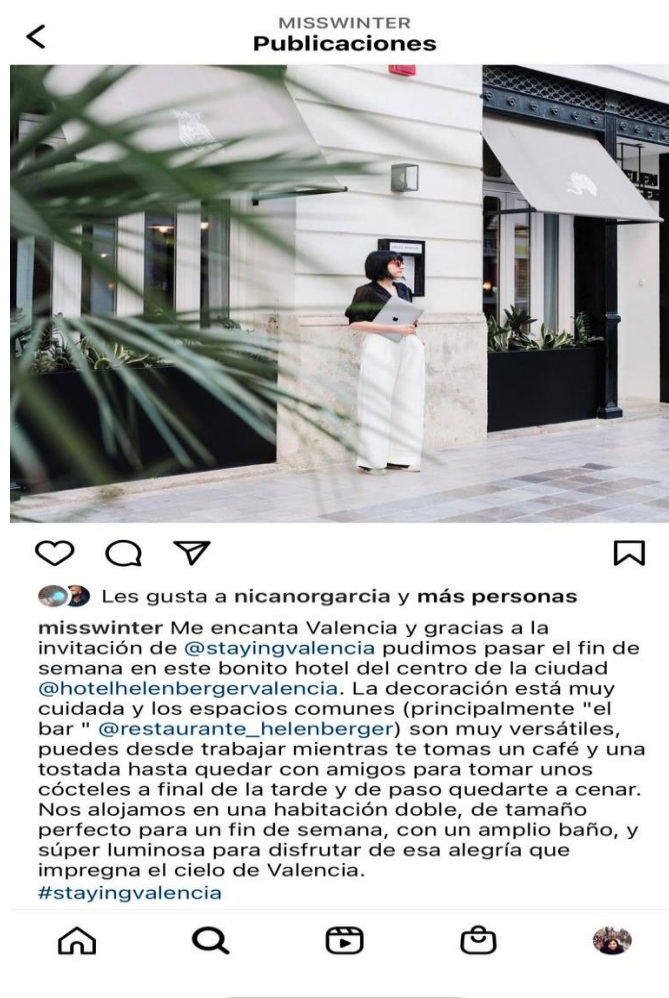 MISSWINTER
Publicaciones
Les gusta a nicanorgarcia y más personas
misswinter Me encanta Valencia y gracias a la
invitación de @stayingvalencia pudimos pasar el fin de
semana en este bonito hotel del centro de la ciudad
@hotelhelenbergervalencia. La decoración está muy
cuidada y los espacios comunes (principalmente "el
bar " @restaurante_helenberger) son muy versátiles,
puedes desde trabajar mientras te tomas un café y una
tostada hasta quedar con amigos para tomar unos
cócteles a final de la tarde y de paso quedarte a cenar.
Nos alojamos en una habitación doble, de tamaño
perfecto para un fin de semana, con un amplio baño, y
súper luminosa para disfrutar de esa alegría que
impregna el cielo de Valencia.
#stayingvalencia